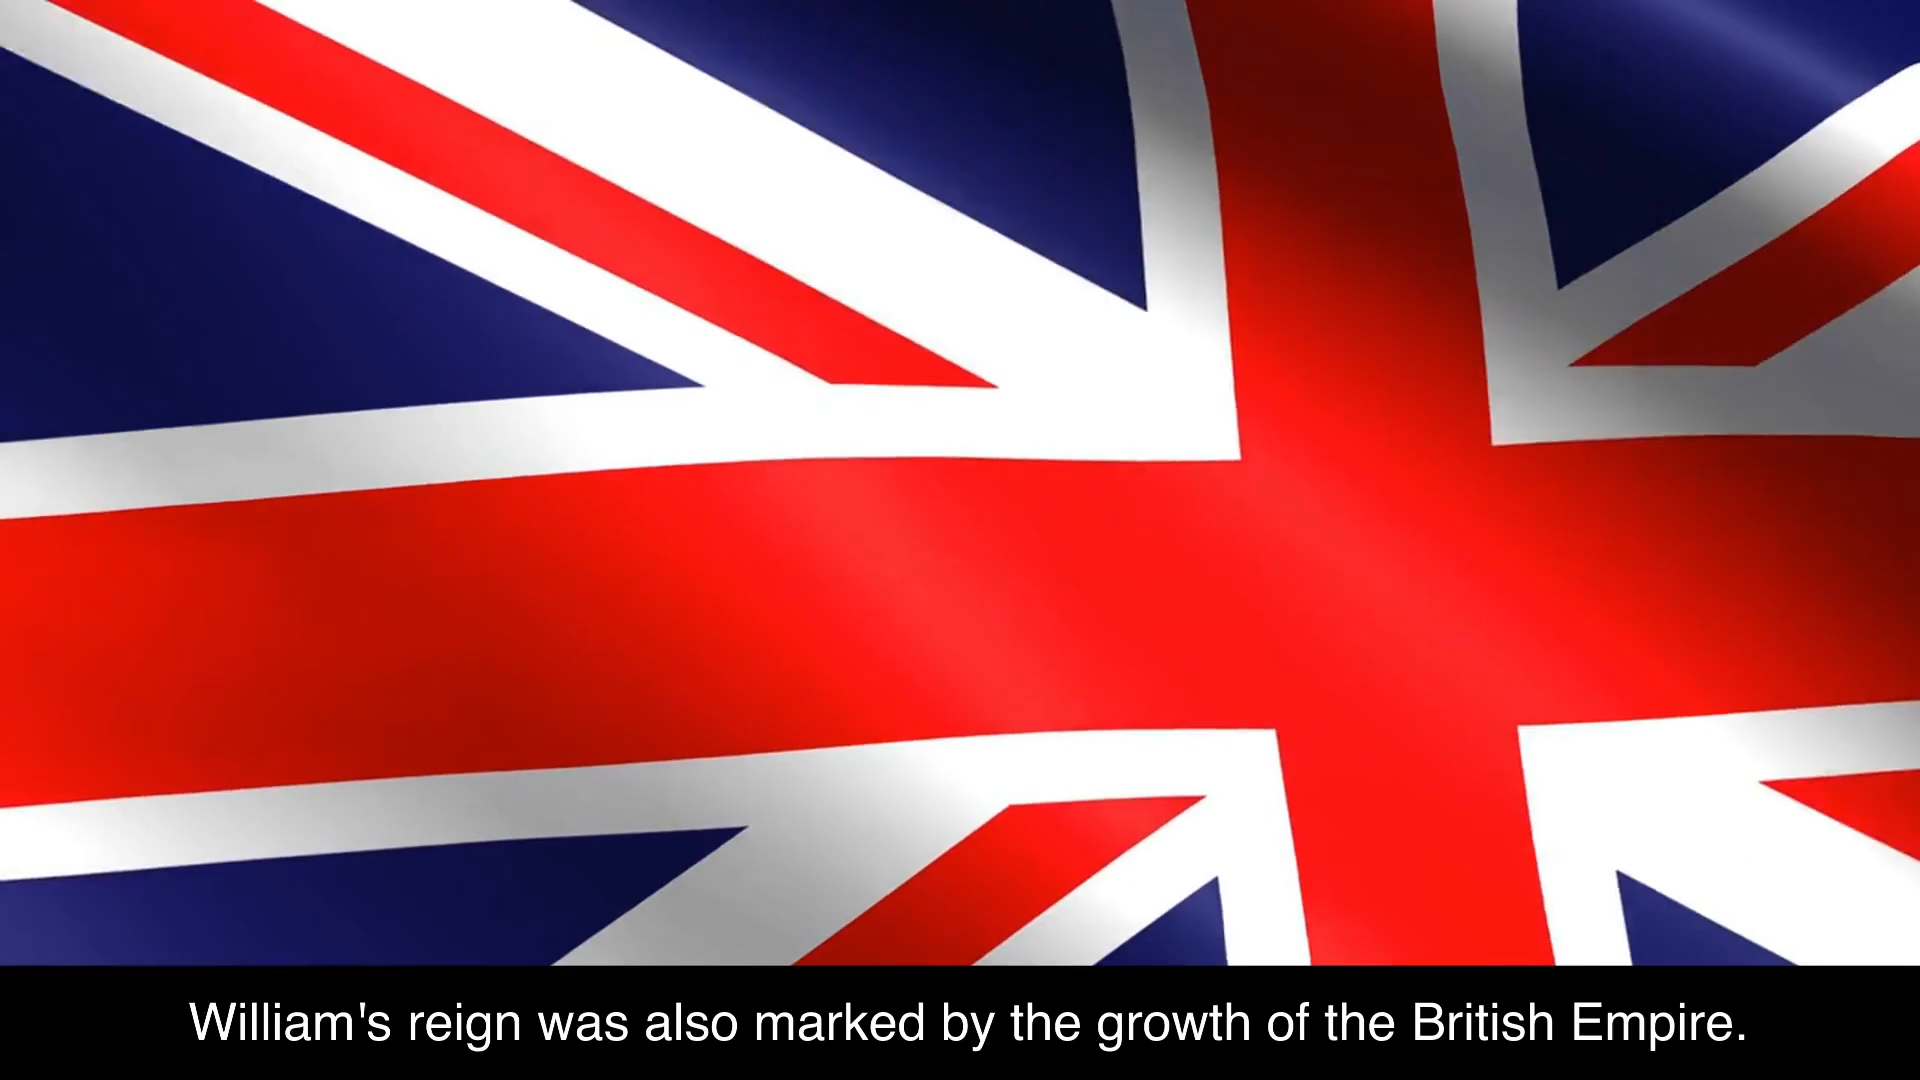 William's reign was also marked by the growth of the British Empire.